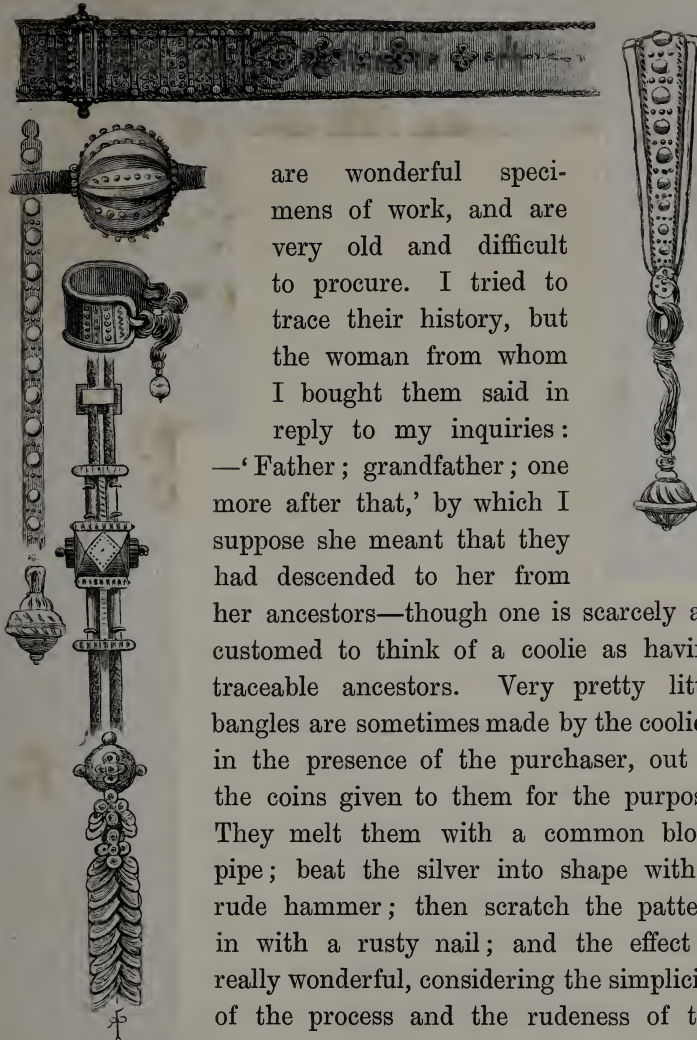 are wonderful speci-
mens of work, and are
very old and difficult
to procure. I tried to
trace their history, but
the woman from whom
I bought them said in
reply to my inquiries:
—‘Father; grandfather; one
more after that,’ by which I
suppose she meant that they
had descended to her from
her ancestors—though one is scarcely a
customed to think of a coolie as havi
traceable ancestors. Very pretty lit
bangles are sometimes made by the coolie
in the presence of the purchaser, out
the coins given to them for the purpos
They melt them with a common blo
pipe; beat the silver into shape with
rude hammer; then scratch the patte
in with a rusty nail; and the effect
really wonderful, considering the simplici
of the process and the rudeness of t